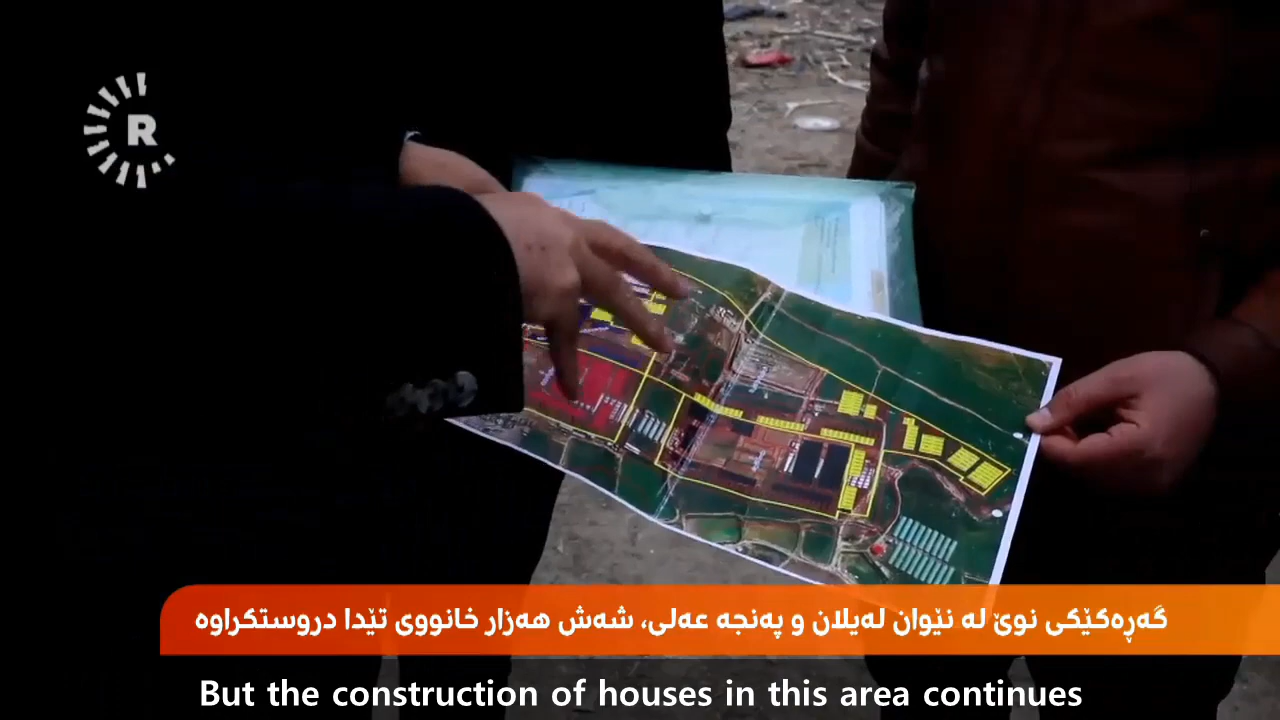 R
گەڕەکێکی نوێ لە نێوان لەیلان و پەنجە عەلی، شەش هەزار خانووی تێدا دروستکراوە
But the construction of houses in this area continues